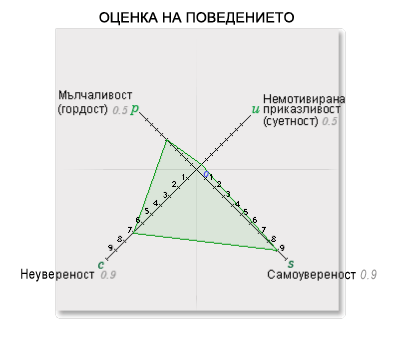 ОЦЕНКА НА ПОВЕДЕНИЕТО
Мълчаливост
(гордост) 0.5 p
Немотивирана
u приказливост
(суетност) 0.5
0
1 1
2 2
3 3
4 4
5 5
6 6
7 7
8 8
9 9
c s
Неувереност 0.9
Самоувереност 0.9